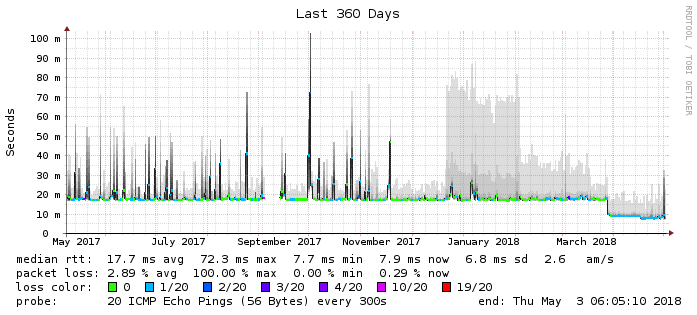 Last 360 Days
RRDTOOL / TOBI OETIKER
Seconds
100 m
90 m
80 m
70 m
60 m
50 m
40 m
30 m
20 m
10 m
0
May 2017 July 2017 September 2017 November 2017 January 2018 March 2018
median rtt: 17.7 ms avg 72.3 ms max 7.7 ms min 7.9 ms now 6.8 ms sd 2.6 am/s
packet loss: 2.89 % avg 100.00 % max 0.00 % min 0.29 % now
loss color: 0 1/20 2/20 3/20 4/20 10/20 19/20
probe: 20 ICMP Echo Pings (56 Bytes) every 300s end: Thu May 3 06:05:10 2018